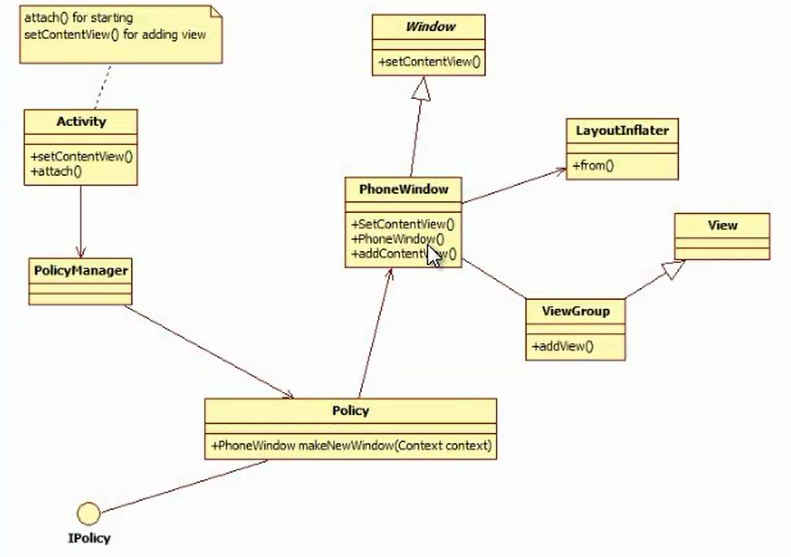 attach() for starting
setContentView() for adding view
Window
+setContentView()
Activity
+setContentView()
+attach()
LayoutInflater
+from()
PhoneWindow
+SetContentView()
+PhoneWindow()
+addContentView()
View
PolicyManager
ViewGroup
+addView()
Policy
+PhoneWindow makeNewWindow(Context context)
IPolicy